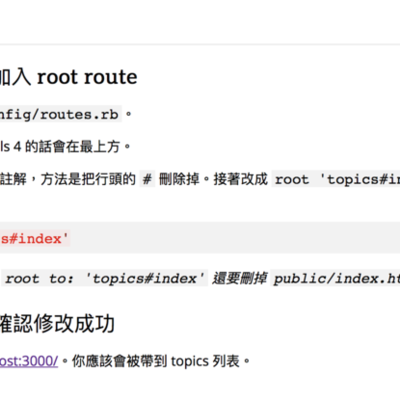 加入 root route
nfig/routes.rb 。
ls 4 的話會在最上方。
註解，方法是把行頭的 # 刪除掉。接著改成 root 'topics#in
s#index'
root to: 'topics#index' 還要刪掉 public/index.ht
確認修改成功
ost:3000/。你應該會被帶到 topics 列表。